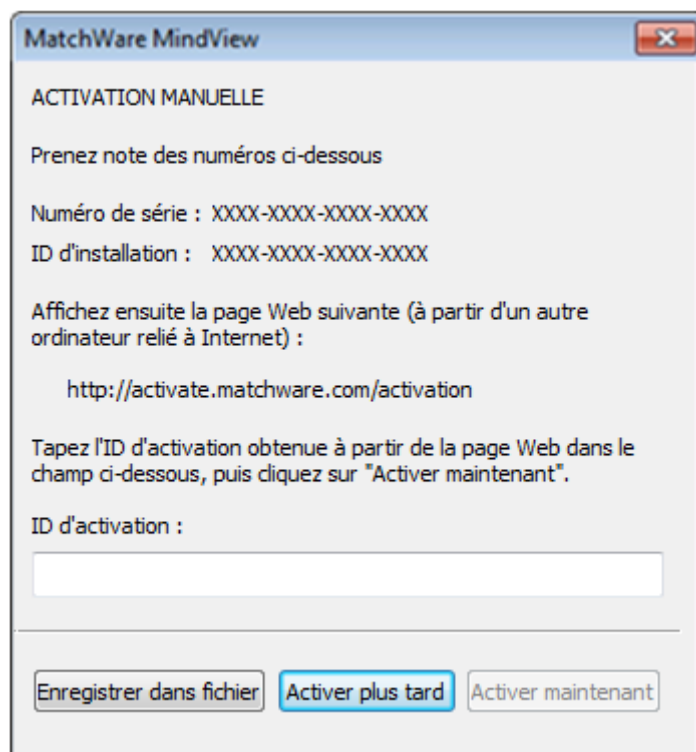 MatchWare MindView
ACTIVATION MANUELLE
Prenez note des numéros ci-dessous
Numéro de série : XXXX-XXXX-XXXX-XXXX
ID d'installation : XXXX-XXXX-XXXX-XXXX
Affichez ensuite la page Web suivante (à partir d'un autre
ordinateur relié à Internet) :
http://activate.matchware.com/activation
Tapez l'ID d'activation obtenue à partir de la page Web dans le
champ ci-dessous, puis cliquez sur "Activer maintenant".
ID d'activation :
Enregistrer dans fichier Activer plus tard Activer maintenant